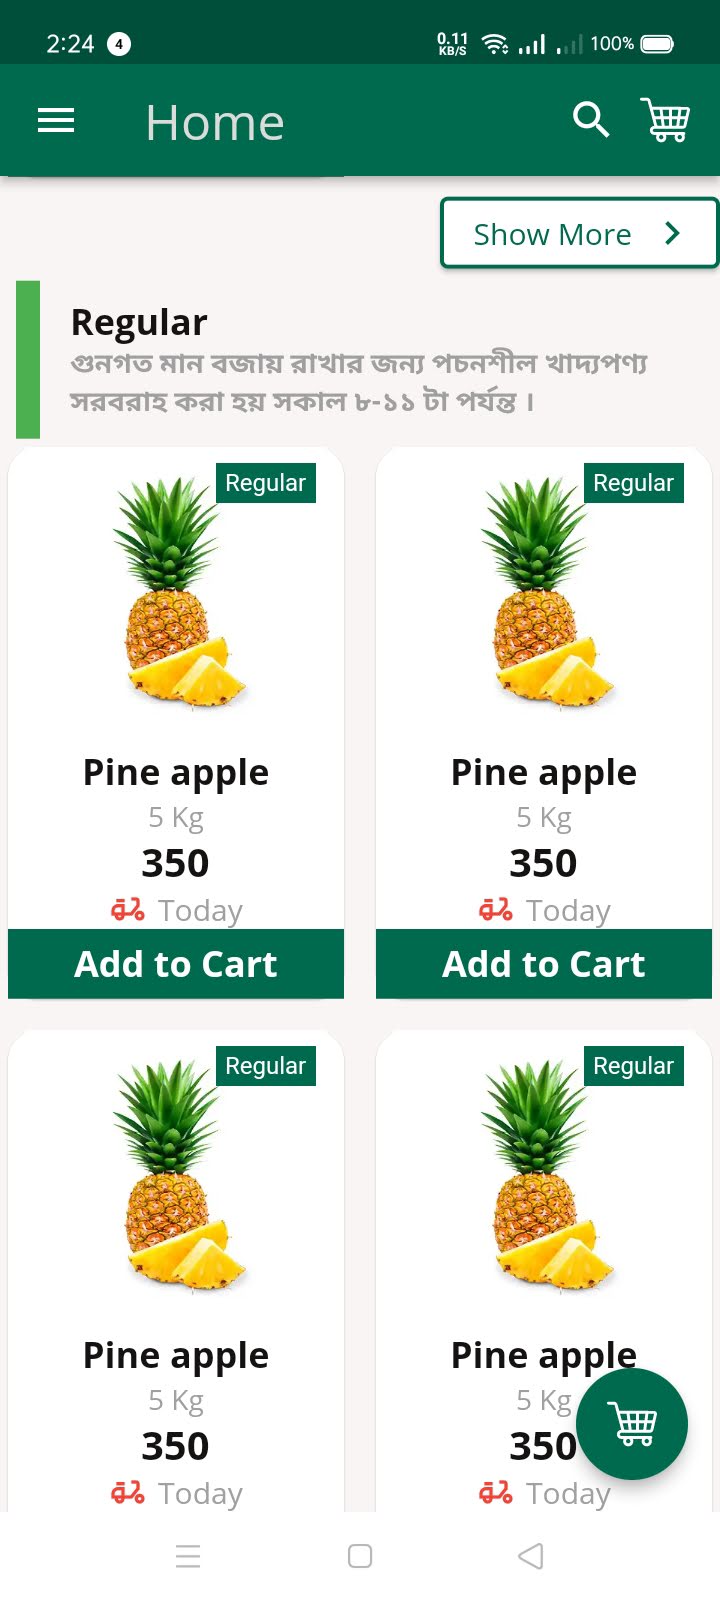 2:24 4 0.11 KB/S 100%
Home
Show More
Regular
গুনগত মান বজায় রাখার জন্য পচনশীল খাদ্যপণ্য
সরবরাহ করা হয় সকাল ৮-১১ টা পর্যন্ত ।
Regular Regular
Pine apple Pine apple
5 Kg 5 Kg
350 350
Today Today
Add to Cart Add to Cart
Regular Regular
Pine apple Pine apple
5 Kg 5 Kg
350 350
Today Today